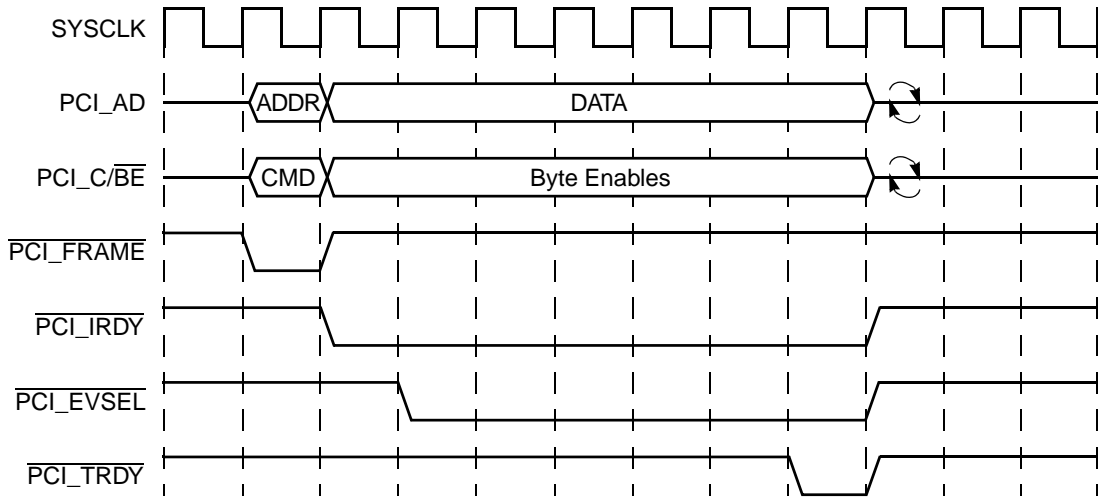 SYSCLK
PCI_AD ADDR DATA
PCI_C/BE CMD Byte Enables
PCI_FRAME
PCI_IRDY
PCI_EVSEL
PCI_TRDY